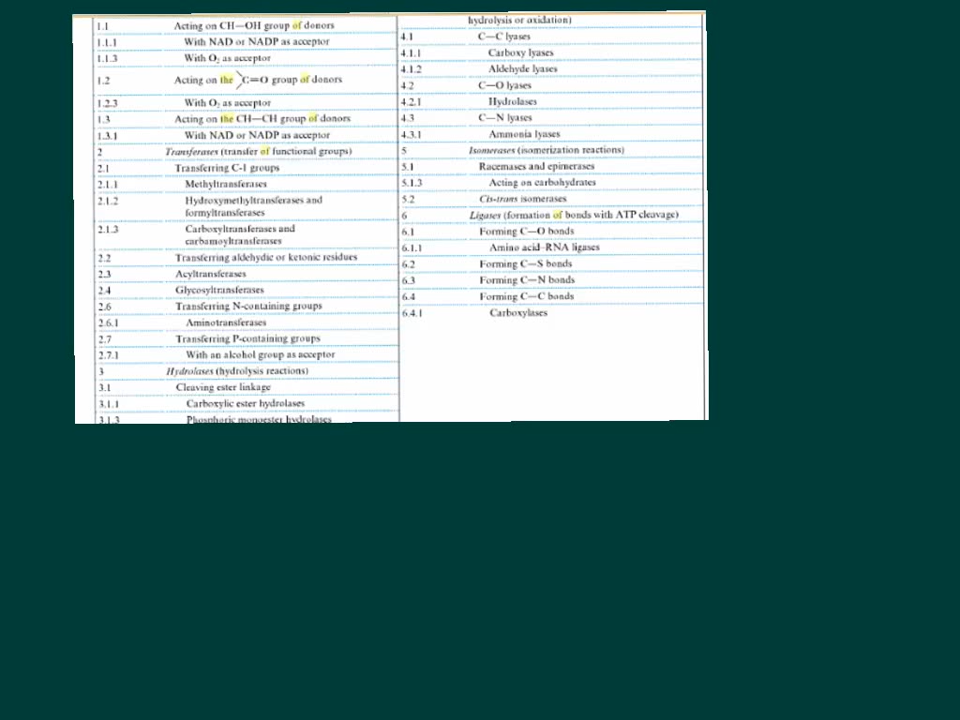 1.1 Acting on CH—OH group of donors
1.1.1 With NAD or NADP as acceptor
1.1.3 With O₂ as acceptor
1.2 Acting on the C=O group of donors
1.2.3 With O₂ as acceptor
1.3 Acting on the CH—CH group of donors
1.3.1 With NAD or NADP as acceptor
2 Transferases (transfer of functional groups)
2.1 Transferring C-1 groups
2.1.1 Methyltransferases
2.1.2 Hydroxymethyltransferases and
formyltransferases
2.1.3 Carboxyltransferases and
carbamoyltransferases
2.2 Transferring aldehydic or ketonic residues
2.3 Acyltransferases
2.4 Glycosyltransferases
2.6 Transferring N-containing groups
2.6.1 Aminotransferases
2.7 Transferring P-containing groups
2.7.1 With an alcohol group as acceptor
3 Hydrolases (hydrolysis reactions)
3.1 Cleaving ester linkage
3.1.1 Carboxylic ester hydrolases
3.1.3 Phosphoric monoester hydrolases
hydrolysis or oxidation)
4.1 C—C lyases
4.1.1 Carboxy lyases
4.1.2 Aldehyde lyases
4.2 C—O lyases
4.2.1 Hydrolases
4.3 C—N lyases
4.3.1 Ammonia lyases
5 Isomerases (isomerization reactions)
5.1 Racemases and epimerases
5.1.3 Acting on carbohydrates
5.2 Cis-trans isomerases
6 Ligases (formation of bonds with ATP cleavage)
6.1 Forming C—O bonds
6.1.1 Amino acid–RNA ligases
6.2 Forming C—S bonds
6.3 Forming C—N bonds
6.4 Forming C—C bonds
6.4.1 Carboxylases